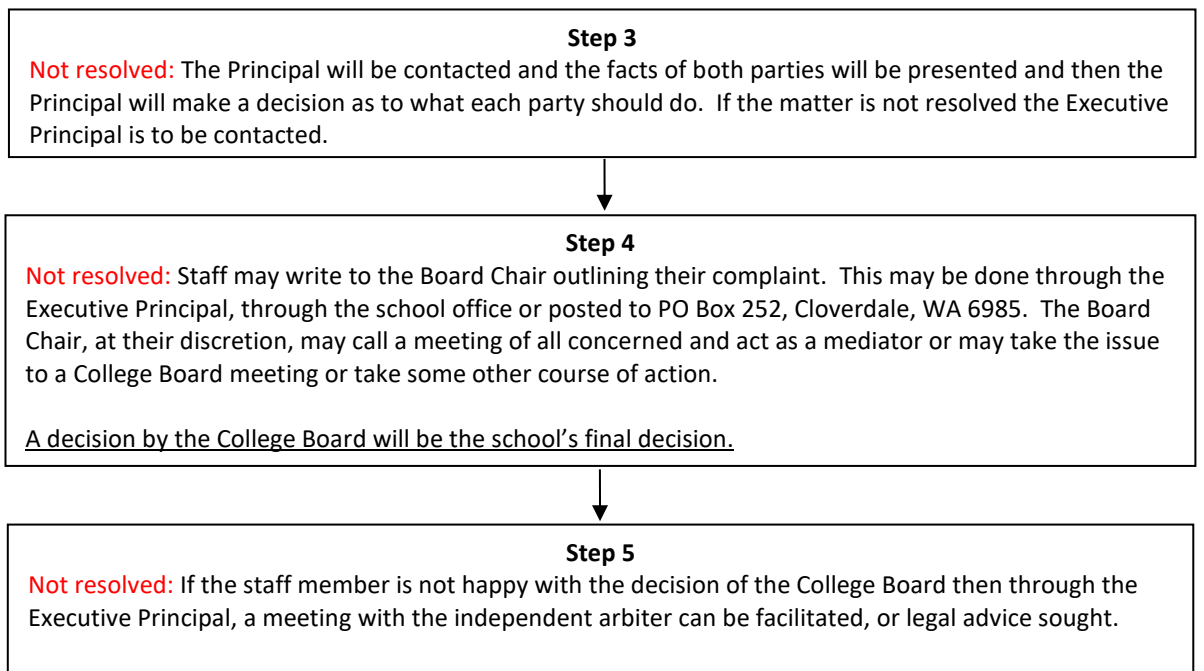 Step 3
Not resolved: The Principal will be contacted and the facts of both parties will be presented and then the
Principal will make a decision as to what each party should do.  If the matter is not resolved the Executive
Principal is to be contacted.
Step 4
Not resolved: Staff may write to the Board Chair outlining their complaint.  This may be done through the
Executive Principal, through the school office or posted to PO Box 252, Cloverdale, WA 6985.  The Board
Chair, at their discretion, may call a meeting of all concerned and act as a mediator or may take the issue
to a College Board meeting or take some other course of action.
A decision by the College Board will be the school’s final decision.
Step 5
Not resolved: If the staff member is not happy with the decision of the College Board then through the
Executive Principal, a meeting with the independent arbiter can be facilitated, or legal advice sought.